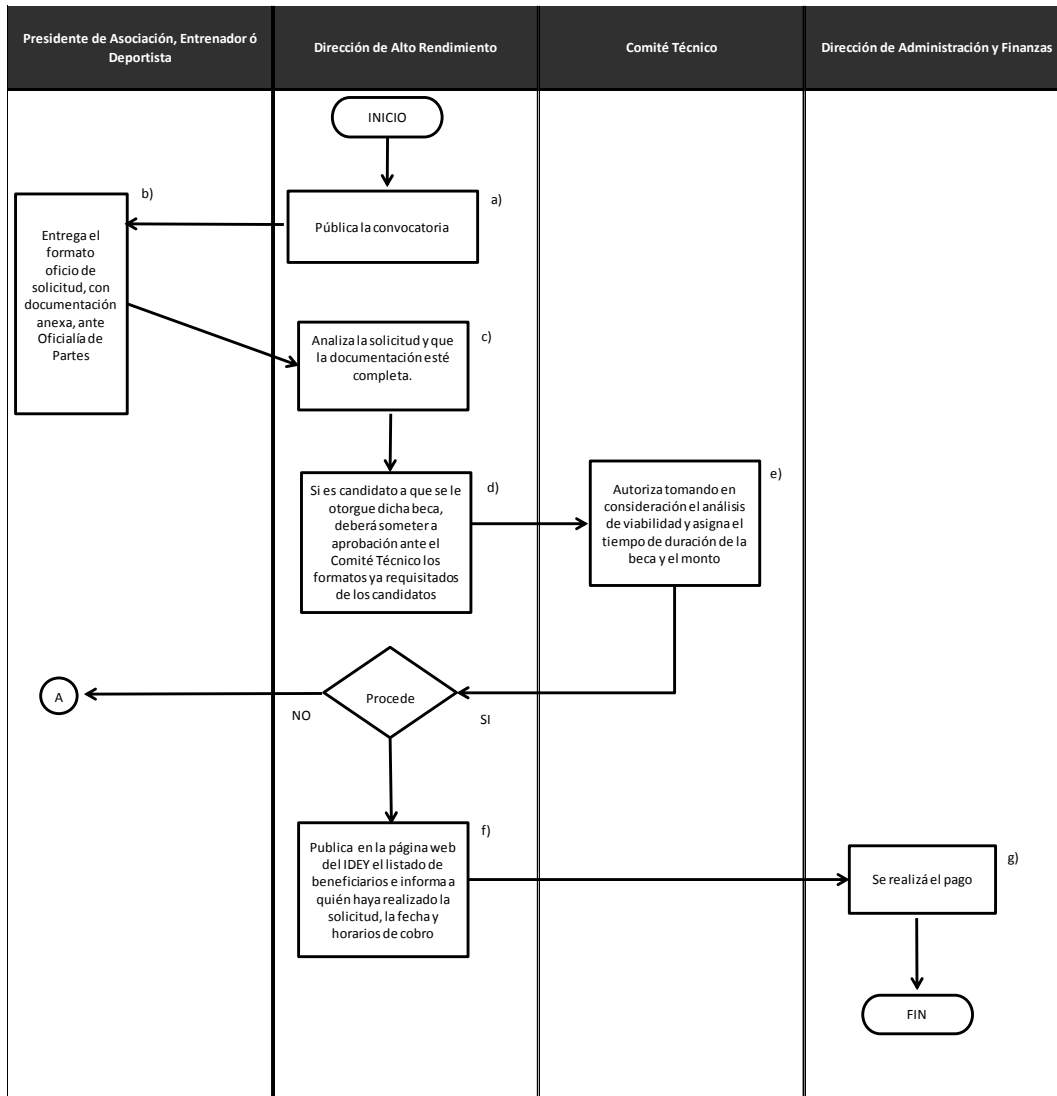 Presidente de Asociación, Entrenador ó
Deportista
Dirección de Alto Rendimiento
Comité Técnico
Dirección de Administración y Finanzas
INICIO
a)
Pública la convocatoria
b)
Entrega el
formato
oficio de
solicitud, con
documentación
anexa, ante
Oficialía de
Partes
c)
Analiza la solicitud y que
la documentación esté
completa.
d)
Si es candidato a que se le
otorgue dicha beca,
deberá someter a
aprobación ante el
Comité Técnico los
formatos ya requisitados
de los candidatos
e)
Autoriza tomando en
consideración el análisis
de viabilidad y asigna el
tiempo de duración de la
beca y el monto
A
Procede
NO
SI
f)
Publica en la página web
del IDEY el listado de
beneficiarios e informa a
quién haya realizado la
solicitud, la fecha y
horarios de cobro
g)
Se realizá el pago
FIN